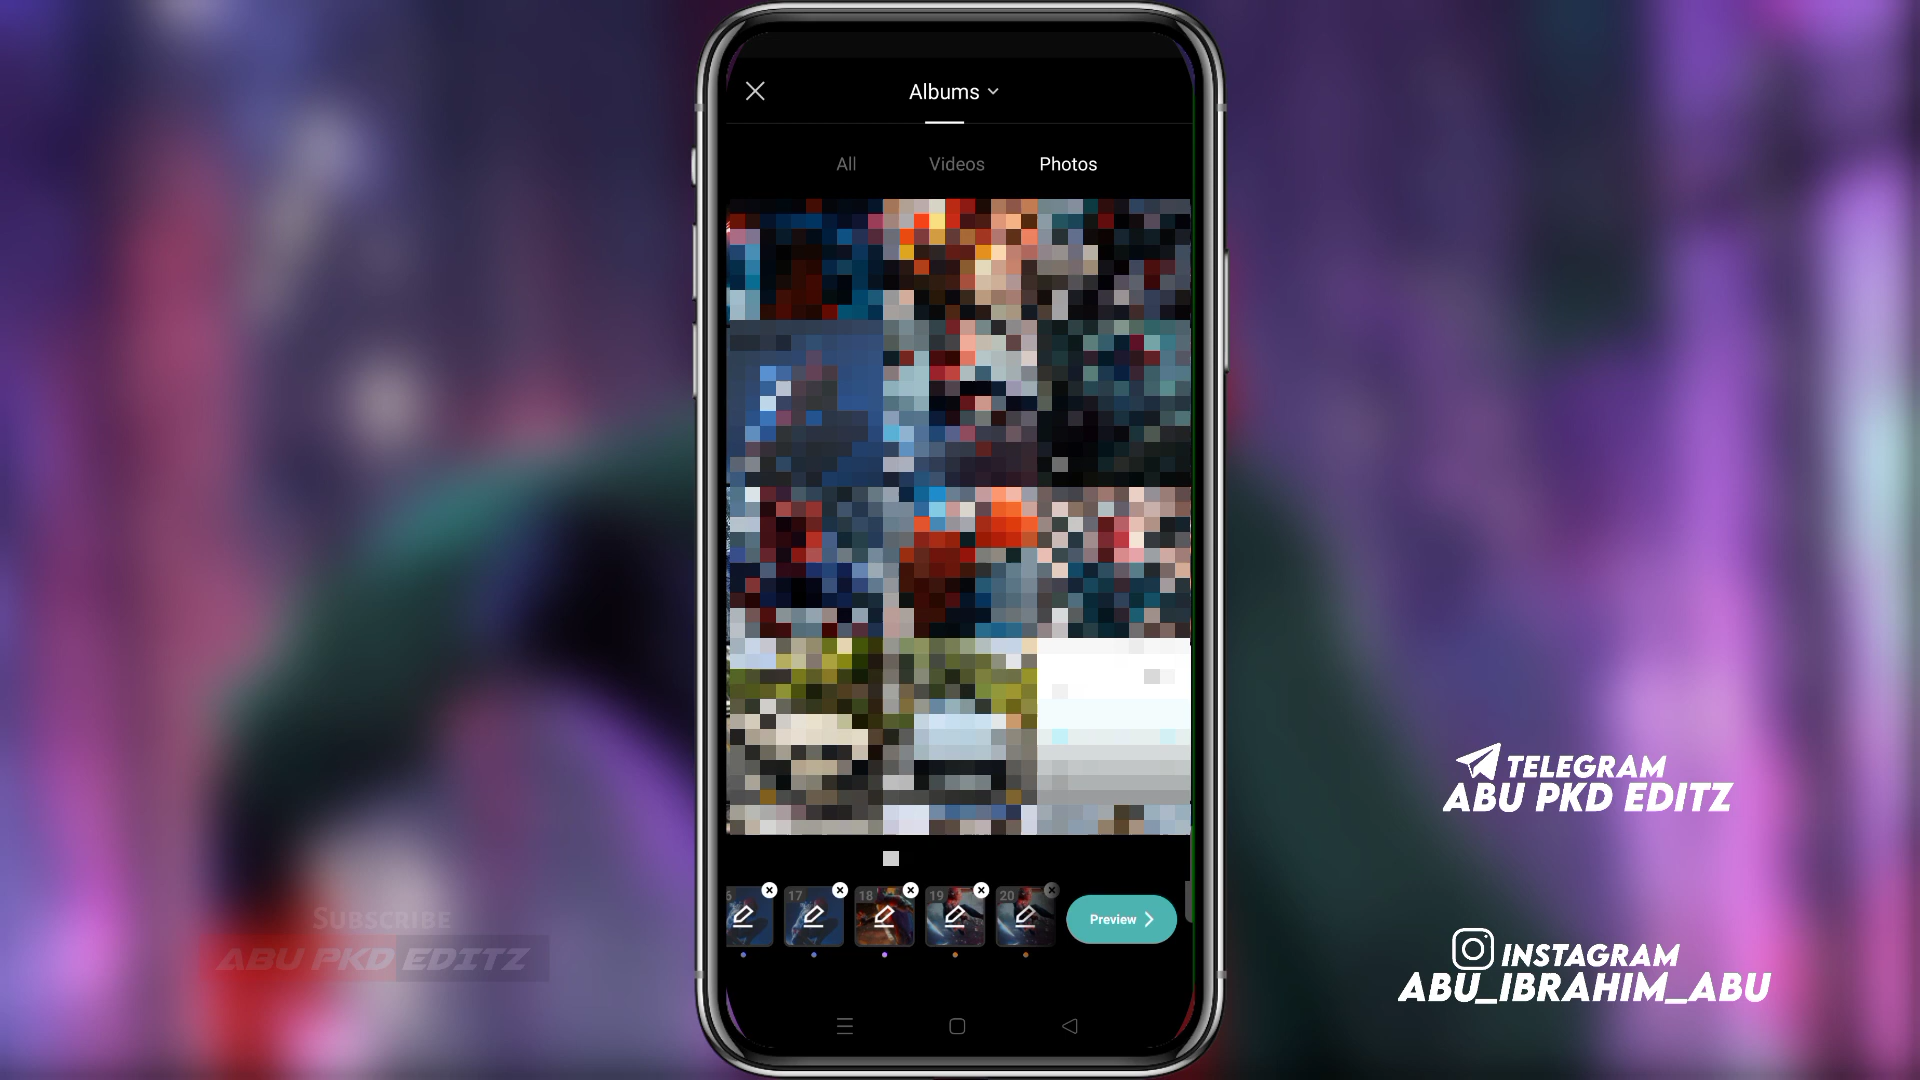 Albums
All Videos Photos
6 17 18 19 20
Preview
TELEGRAM
ABU PKD EDITZ
SUBSCRIBE
ABU PKD EDITZ
INSTAGRAM
ABU_IBRAHIM_ABU